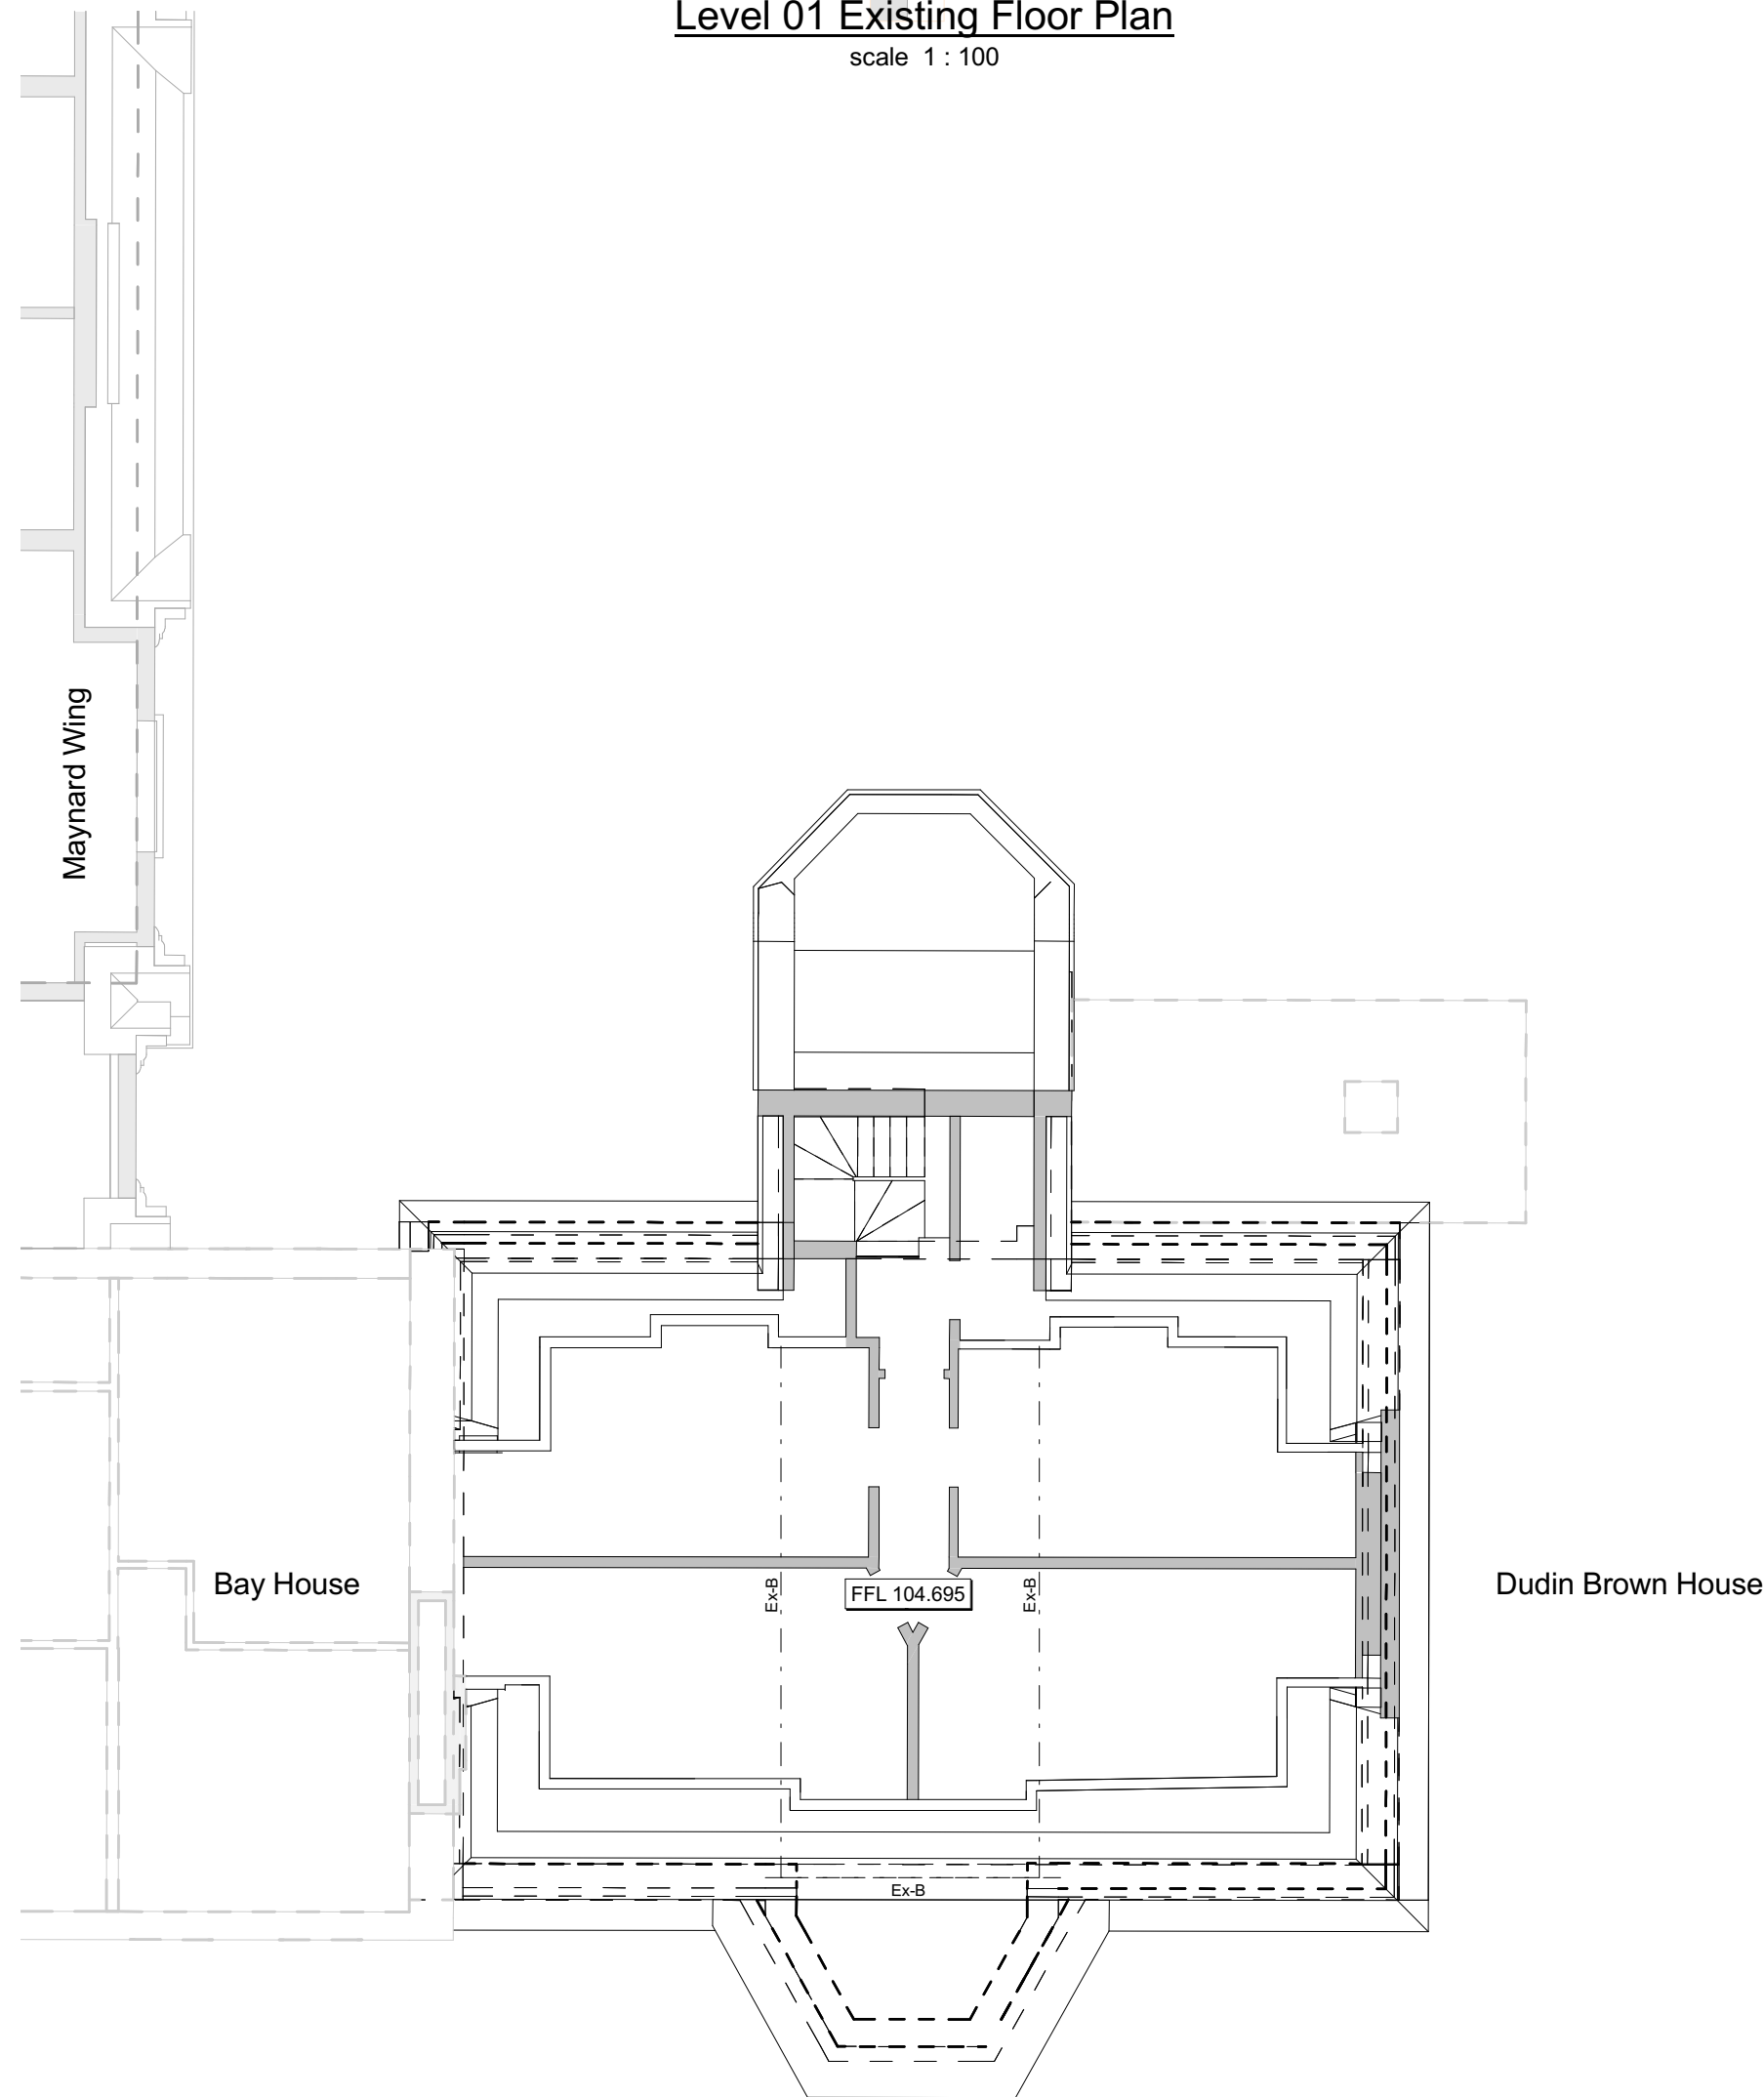 Level 01 Existing Floor Plan
scale 1 : 100
Maynard Wing
Bay House
Ex-B
FFL 104.695
Ex-B
Dudin Brown House
Ex-B